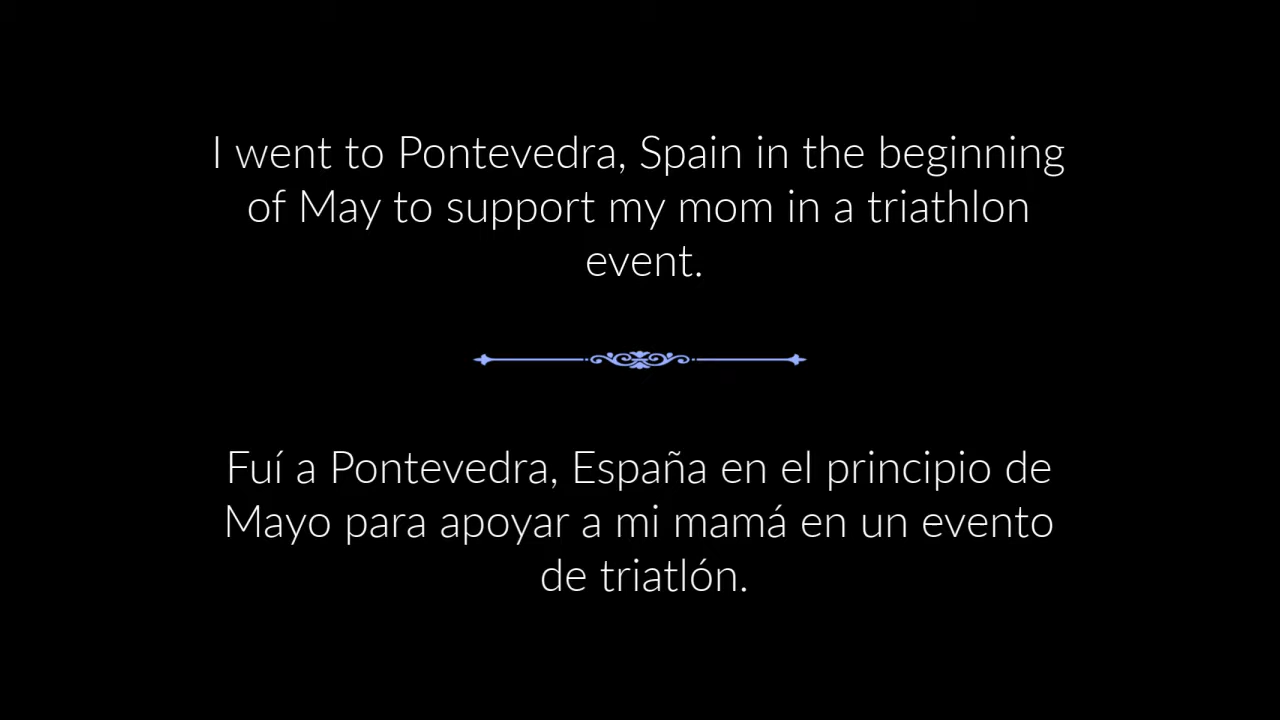 I went to Pontevedra, Spain in the beginning
of May to support my mom in a triathlon
event.
Fuí a Pontevedra, España en el principio de
Mayo para apoyar a mi mamá en un evento
de triatlón.